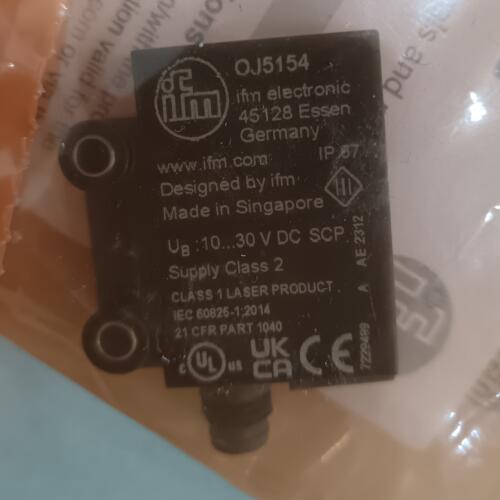 OJ5154
ifm
ifm electronic
45128 Essen
Germany
www.ifm.com IP 67
Designed by ifm
Made in Singapore III
UB :10...30 V DC SCP
Supply Class 2
CLASS 1 LASER PRODUCT
IEC 60825-1:2014
21 CFR PART 1040
c UL us UK CA CE
A AE 2312